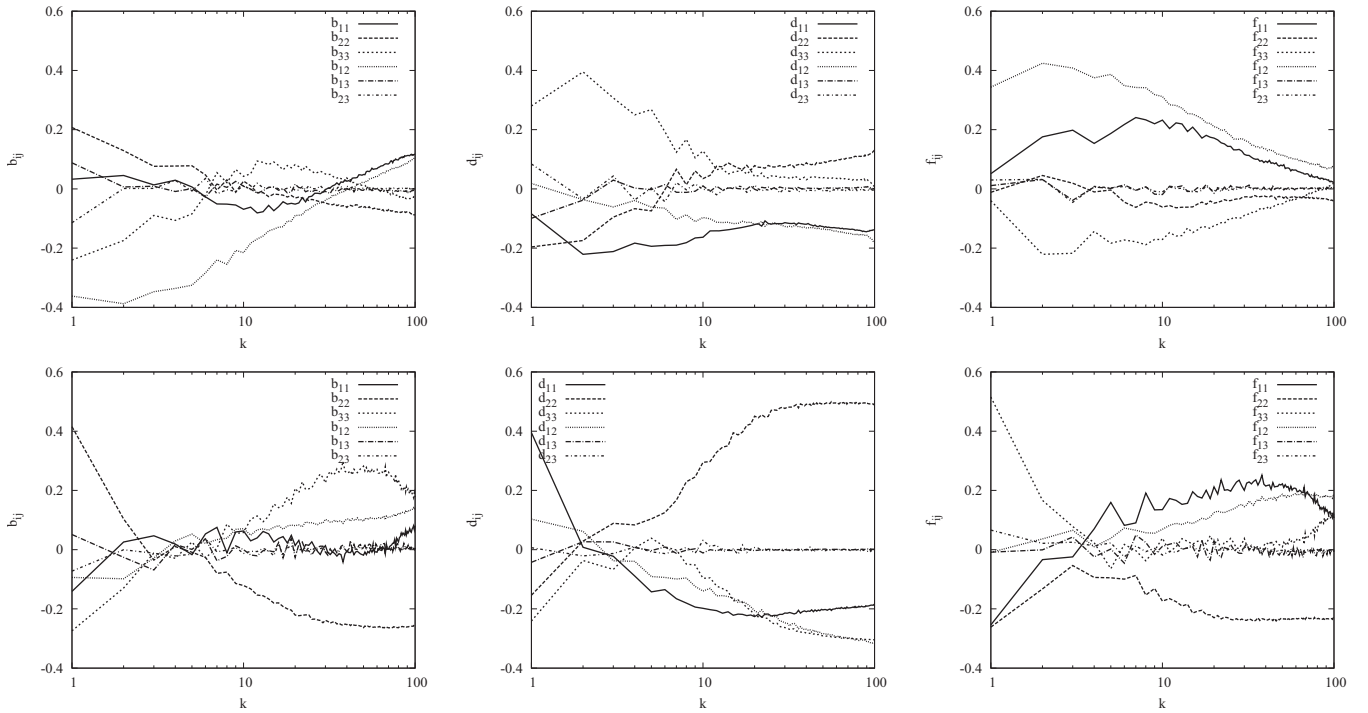 0.6
0.4
0.2
0
-0.2
-0.4
1
10
100
b_ij
k
b_11
b_22
b_33
b_12
b_13
b_23
0.6
0.4
0.2
0
-0.2
-0.4
1
10
100
d_ij
k
d_11
d_22
d_33
d_12
d_13
d_23
0.6
0.4
0.2
0
-0.2
-0.4
1
10
100
f_ij
k
f_11
f_22
f_33
f_12
f_13
f_23
0.6
0.4
0.2
0
-0.2
-0.4
1
10
100
b_ij
k
b_11
b_22
b_33
b_12
b_13
b_23
0.6
0.4
0.2
0
-0.2
-0.4
1
10
100
d_ij
k
d_11
d_22
d_33
d_12
d_13
d_23
0.6
0.4
0.2
0
-0.2
-0.4
1
10
100
f_ij
k
f_11
f_22
f_33
f_12
f_13
f_23